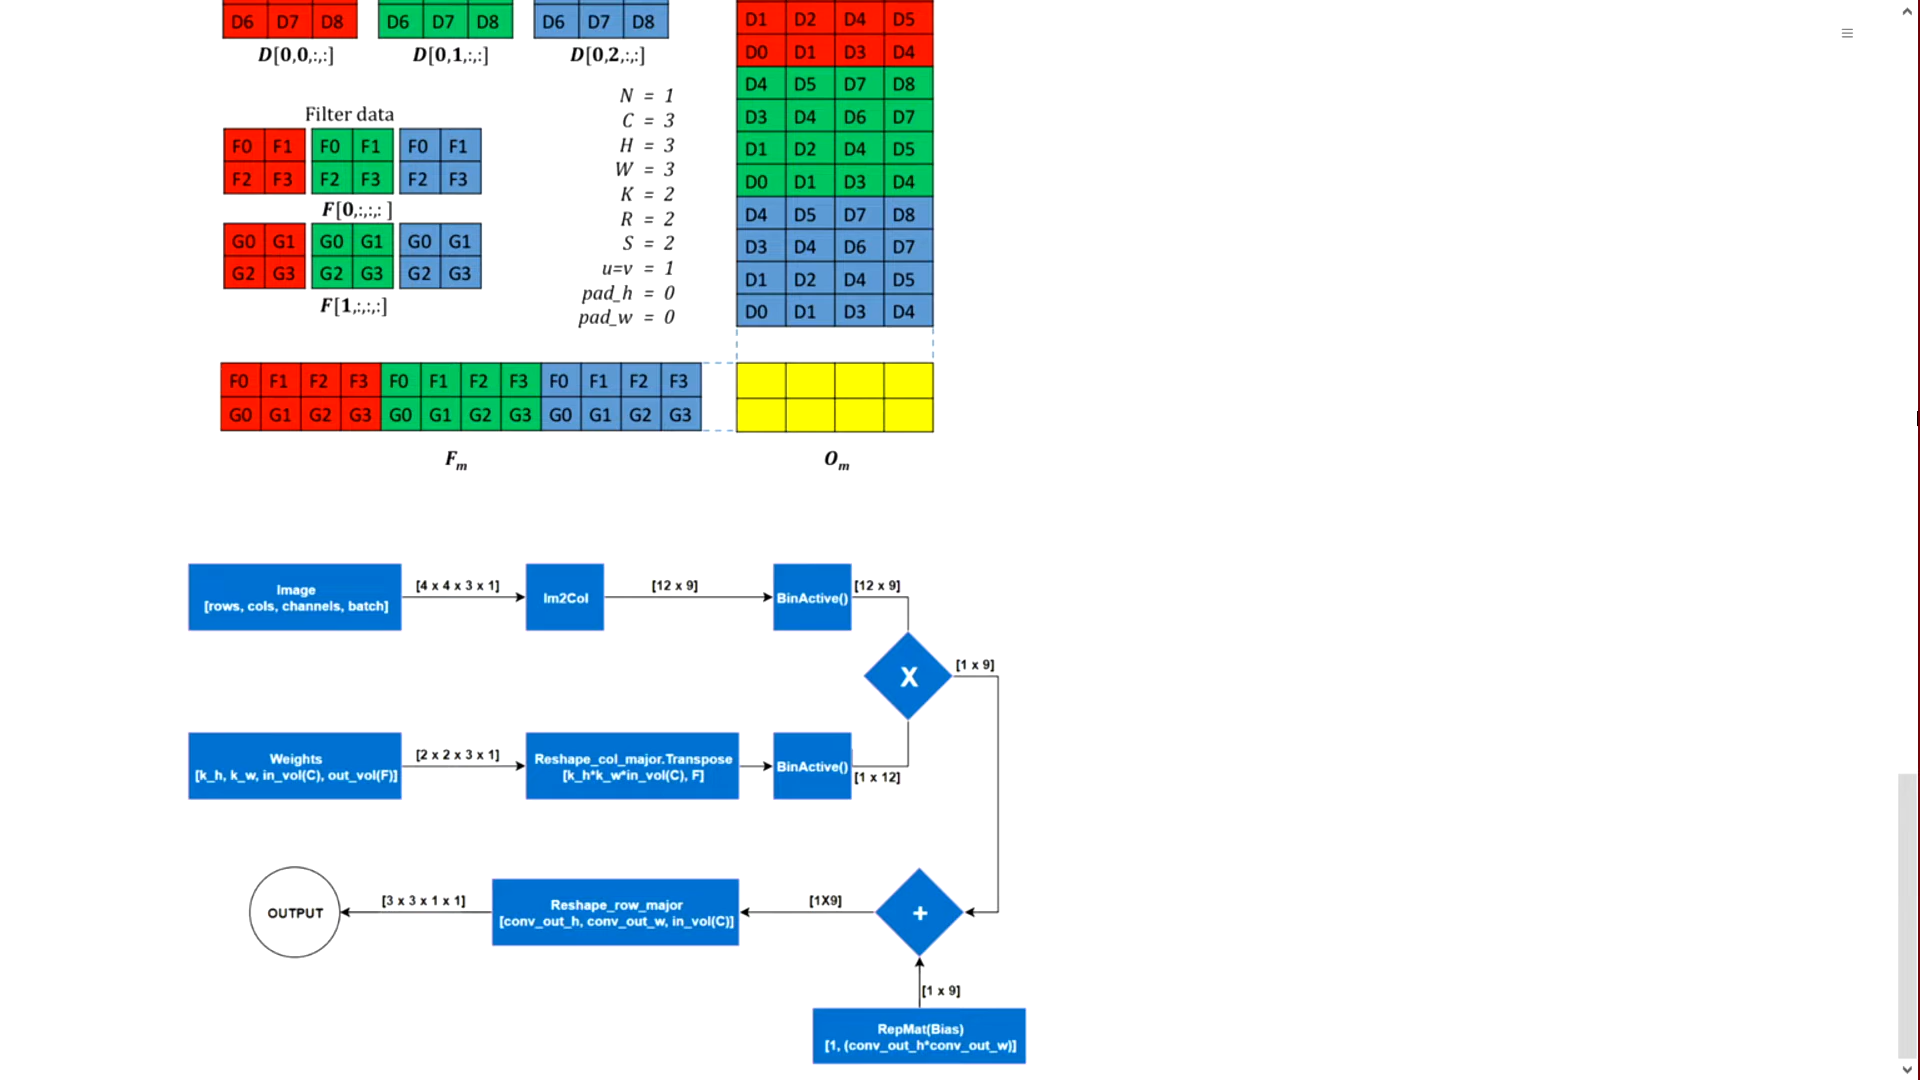 D6 D7 D8 D6 D7 D8 D6 D7 D8
D[0,0,:,:] D[0,1,:,:] D[0,2,:,:]
Filter data
F0 F1 F0 F1 F0 F1
F2 F3 F2 F3 F2 F3
F[0,:,:,: ]
G0 G1 G0 G1 G0 G1
G2 G3 G2 G3 G2 G3
F[1,:,:,:]
N = 1
C = 3
H = 3
W = 3
K = 2
R = 2
S = 2
u=v = 1
pad_h = 0
pad_w = 0
D1 D2 D4 D5
D0 D1 D3 D4
D4 D5 D7 D8
D3 D4 D6 D7
D1 D2 D4 D5
D0 D1 D3 D4
D4 D5 D7 D8
D3 D4 D6 D7
D1 D2 D4 D5
D0 D1 D3 D4
F0 F1 F2 F3 F0 F1 F2 F3 F0 F1 F2 F3
G0 G1 G2 G3 G0 G1 G2 G3 G0 G1 G2 G3
Fm Om
Image
[rows, cols, channels, batch]
[4 x 4 x 3 x 1]
Im2Col
[12 x 9]
BinActive()
[12 x 9]
X
[1 x 9]
Weights
[k_h, k_w, in_vol(C), out_vol(F)]
[2 x 2 x 3 x 1]
Reshape_col_major.Transpose
[k_h*k_w*in_vol(C), F]
BinActive()
[1 x 12]
OUTPUT
[3 x 3 x 1 x 1]
Reshape_row_major
[conv_out_h, conv_out_w, in_vol(C)]
[1X9]
+
[1 x 9]
RepMat(Bias)
[1, (conv_out_h*conv_out_w)]